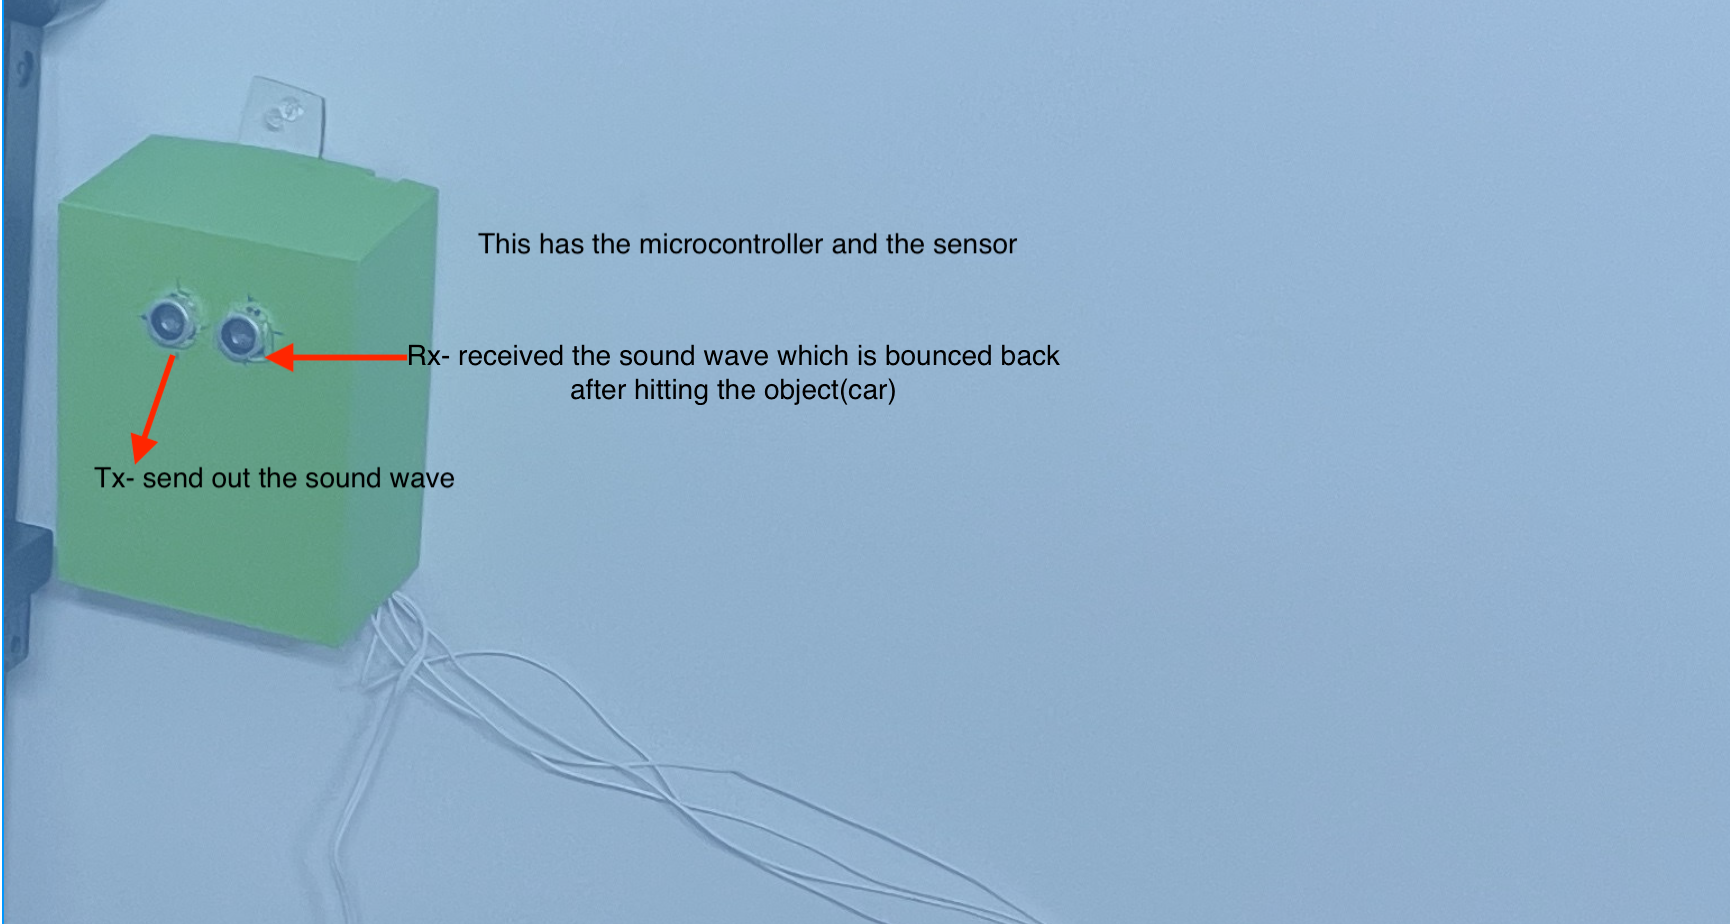 This has the microcontroller and the sensor
Rx- received the sound wave which is bounced back
after hitting the object(car)
Tx- send out the sound wave